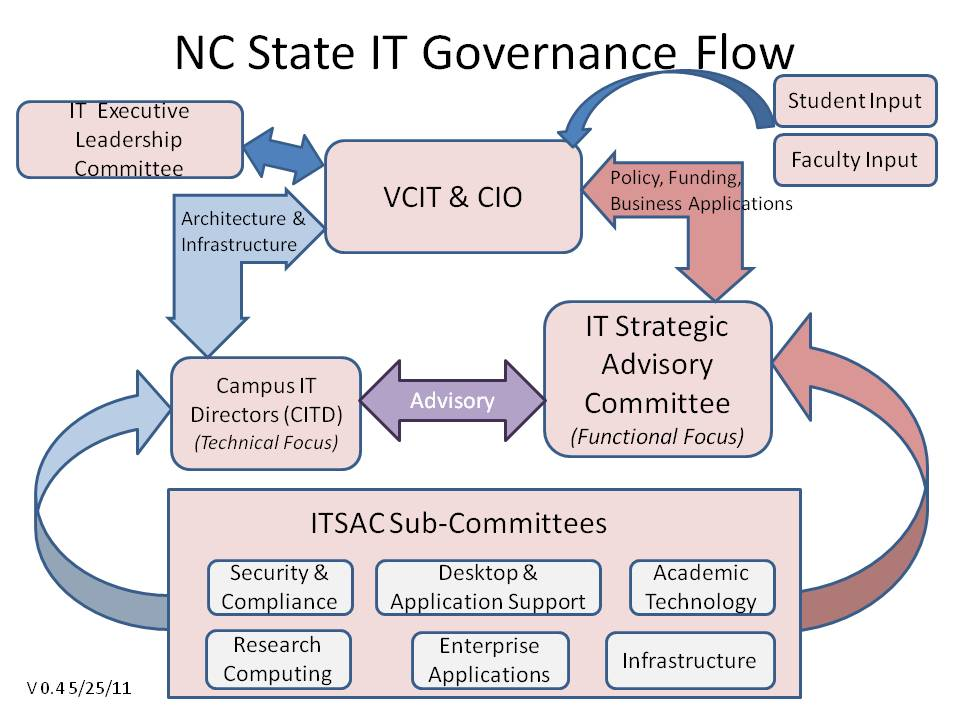 NC State IT Governance Flow
IT  Executive
Leadership
Committee
Student Input
Faculty Input
VCIT & CIO
Policy, Funding,
Business Applications
Architecture &
Infrastructure
IT Strategic
Advisory
Committee
(Functional Focus)
Campus IT
Directors (CITD)
(Technical Focus)
Advisory
ITSAC Sub-Committees
Security &
Compliance
Desktop &
Application Support
Academic
Technology
Research
Computing
Enterprise
Applications
Infrastructure
V 0.4 5/25/11